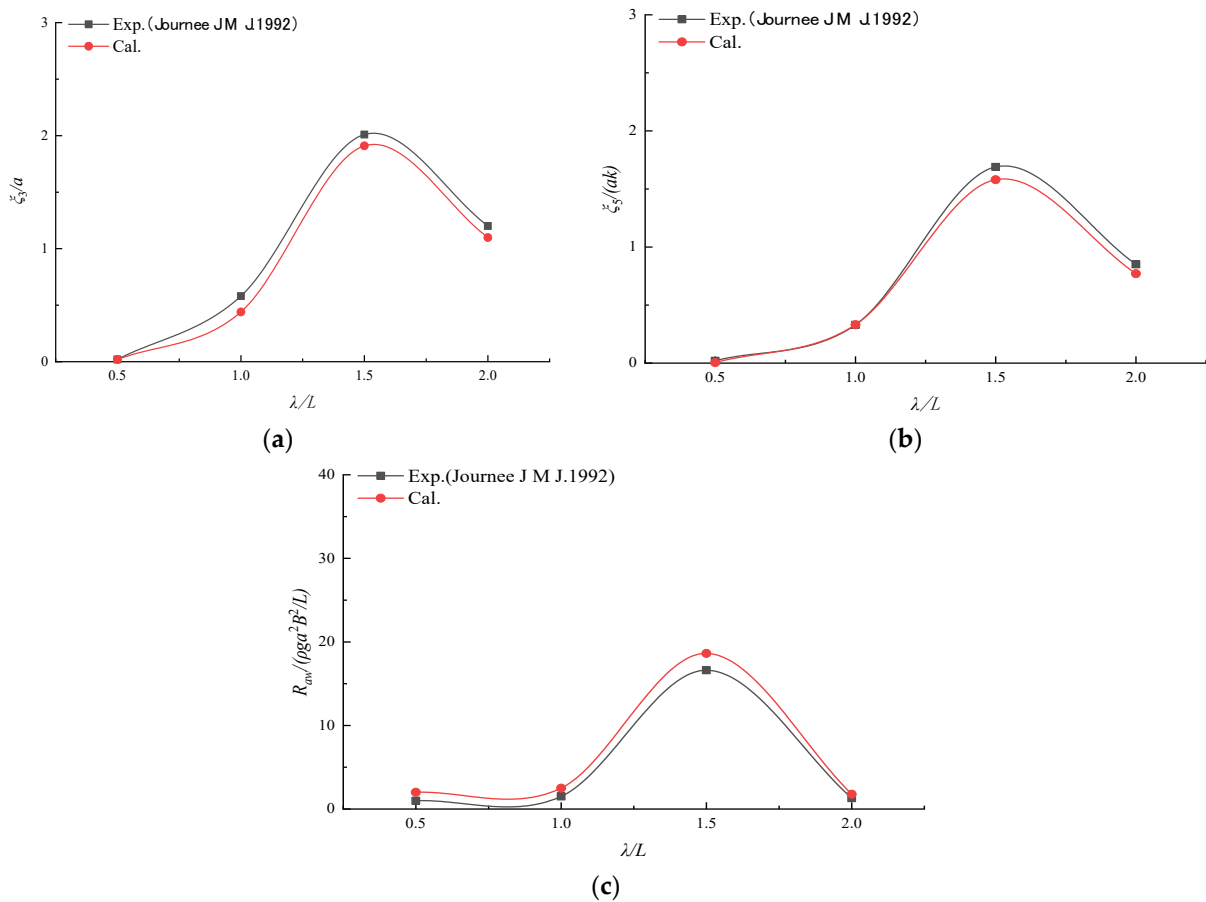 Exp.(Journee J M J.1992)
Cal.
3
2
1
0
ξ3/a
0.5 1.0 1.5 2.0
λ/L
(a)
Exp.(Journee J M J.1992)
Cal.
3
2
1
0
ξ5/(ak)
0.5 1.0 1.5 2.0
λ/L
(b)
Exp.(Journee J M J.1992)
Cal.
40
30
20
10
0
Raw/(ρga²B²/L)
0.5 1.0 1.5 2.0
λ/L
(c)